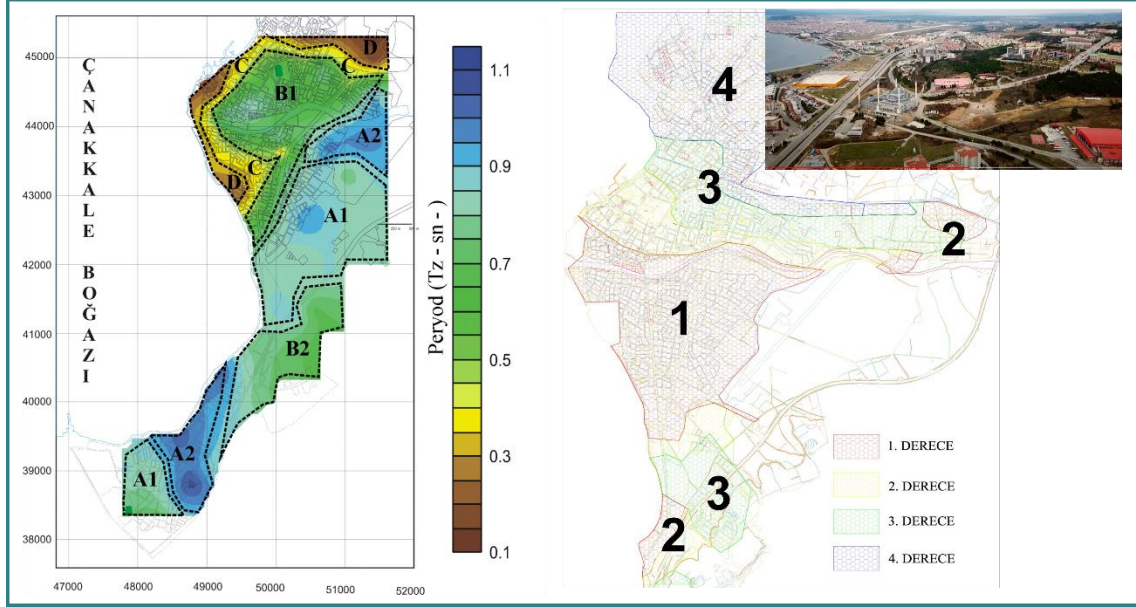 45000
44000
43000
42000
41000
40000
39000
38000
47000
48000
49000
50000
51000
52000
ÇANAKKALE BOĞAZI
D
C
C
B1
A2
C
D
A1
B2
A2
A1
Peryod (Tz - sn - )
1.1
0.9
0.7
0.5
0.3
0.1
4
3
2
1
3
2
1. DERECE
2. DERECE
3. DERECE
4. DERECE